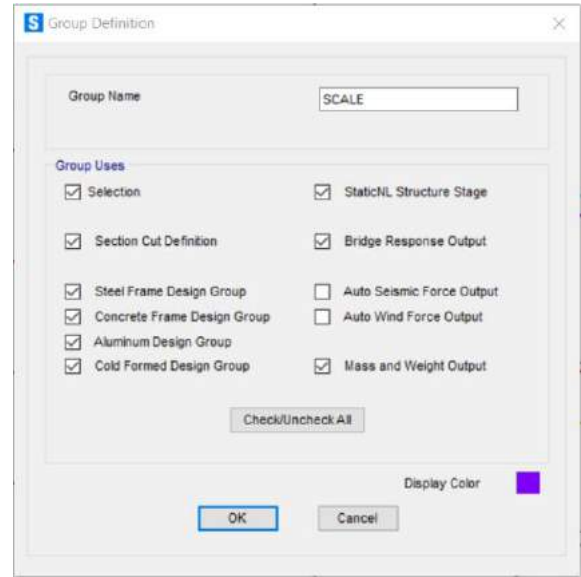 S Group Definition
Group Name
SCALE
Group Uses
Selection
StaticNL Structure Stage
Section Cut Definition
Bridge Response Output
Steel Frame Design Group
Auto Seismic Force Output
Concrete Frame Design Group
Auto Wind Force Output
Aluminum Design Group
Cold Formed Design Group
Mass and Weight Output
Check/Uncheck All
Display Color
OK
Cancel